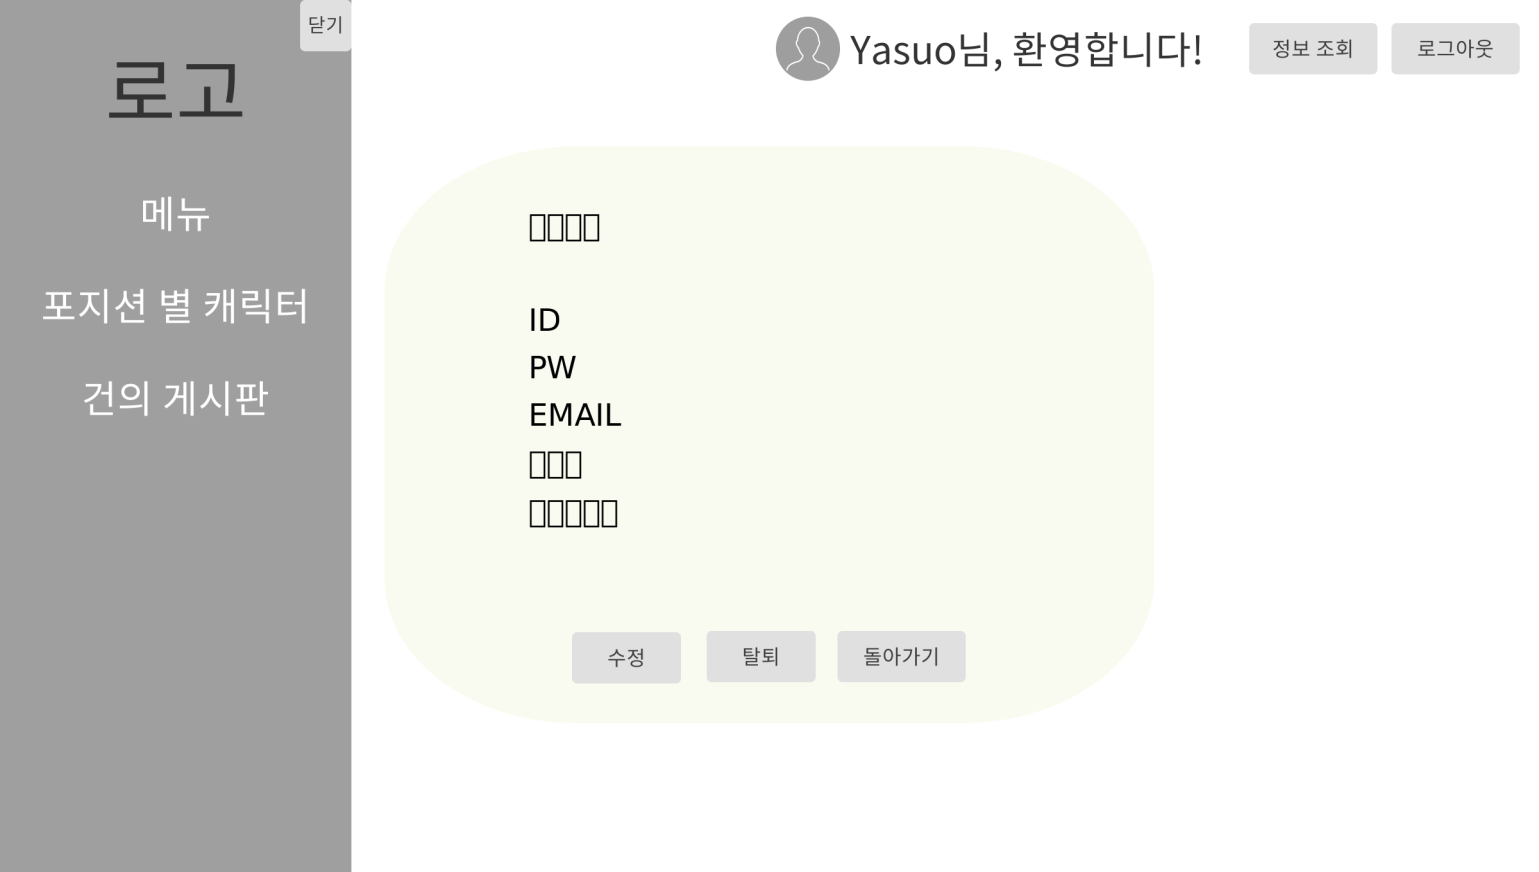 닫기
로고
메뉴
포지션 별 캐릭터
건의 게시판
Yasuo님, 환영합니다!
정보 조회
로그아웃
ID
PW
EMAIL
수정
탈퇴
돌아가기